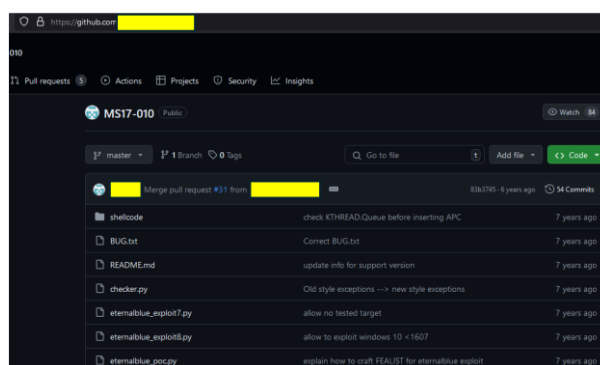 https://github.com
010
Pull requests 5 Actions Projects Security Insights
MS17-010 Public Watch 84
master 1 Branch 0 Tags Go to file t Add file Code
Merge pull request #31 from 83b3745 · 8 years ago 54 Commits
shellcode check KTHREAD.Queue before inserting APC 7 years ago
BUG.txt Correct BUG.txt 7 years ago
README.md update info for support version 7 years ago
checker.py Old style exceptions --> new style exceptions 7 years ago
eternalblue_exploit7.py allow no tested target 7 years ago
eternalblue_exploit8.py allow to exploit windows 10 <1607 7 years ago
eternalblue_poc.py explain how to craft FEALIST for eternalblue exploit 7 years ago